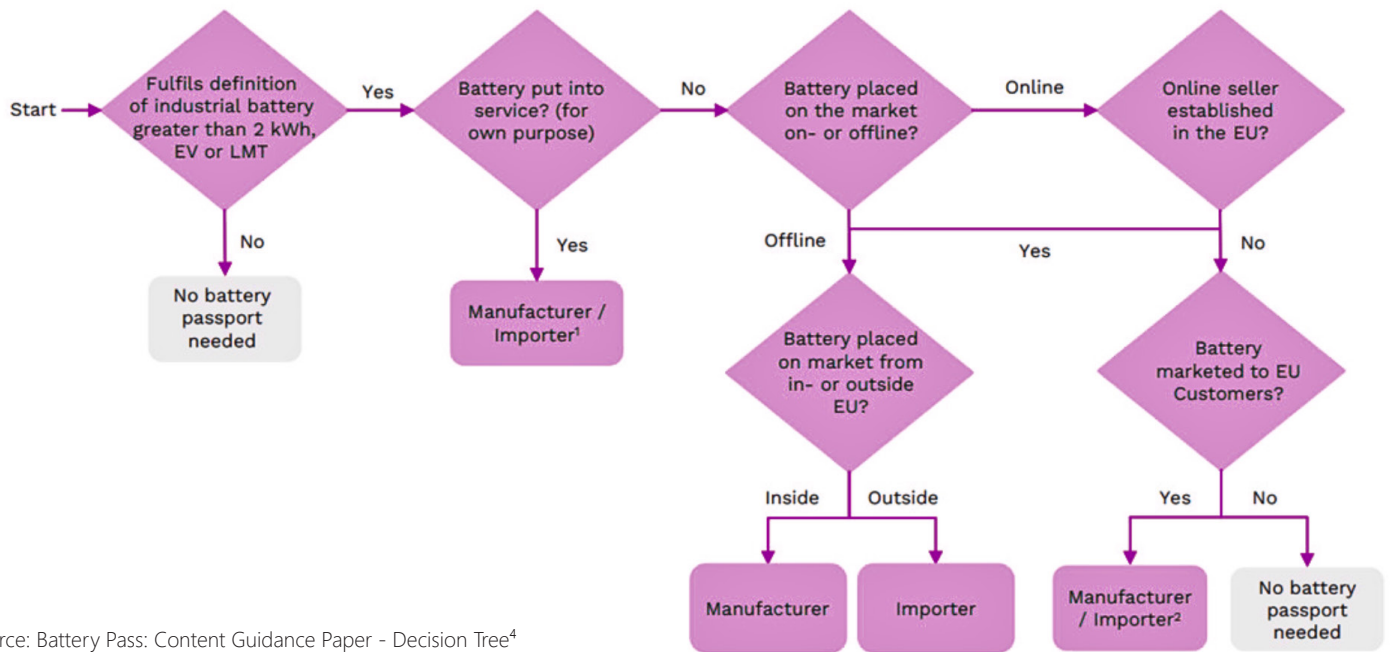 Start
Fulfils definition
of industrial battery
greater than 2 kWh,
EV or LMT
Yes
Battery put into
service? (for
own purpose)
No
Battery placed
on the market
on- or offline?
Online
Online seller
established
in the EU?
No
Yes
Offline
Yes
No
No battery
passport
needed
Manufacturer /
Importer¹
Battery placed
on market from
in- or outside
EU?
Battery
marketed to EU
Customers?
Inside
Outside
Yes
No
Manufacturer
Importer
Manufacturer
/ Importer²
No battery
passport
needed
rce: Battery Pass: Content Guidance Paper - Decision Tree⁴